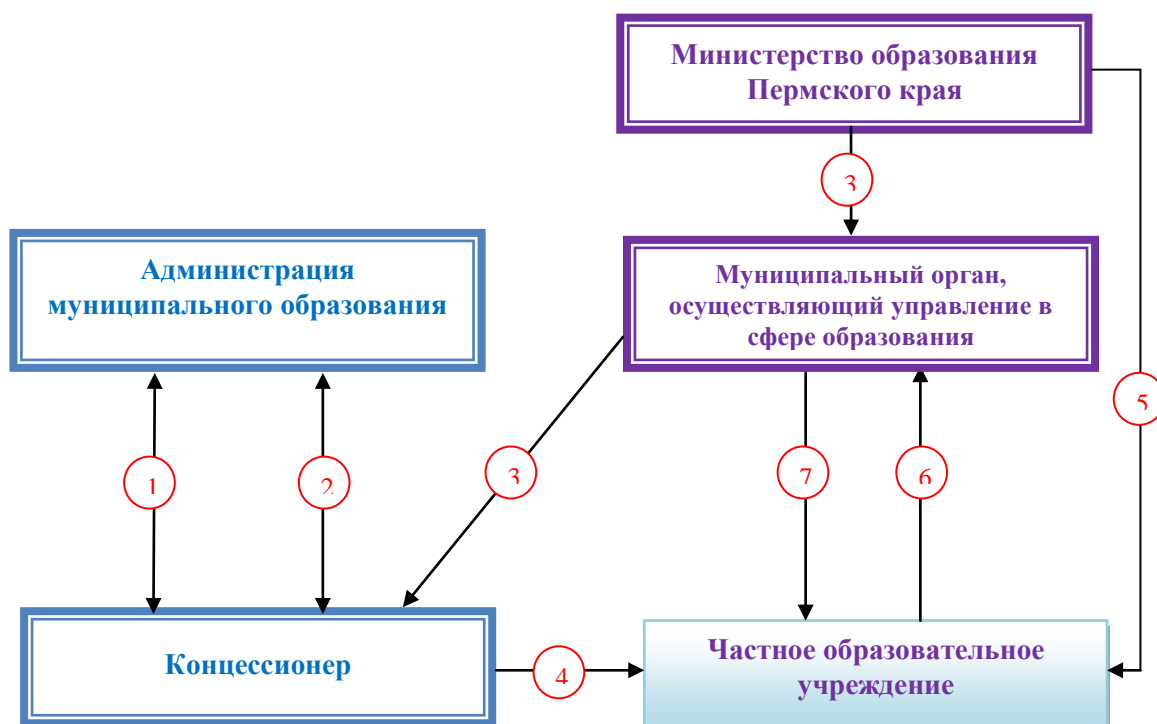 Министерство образования
Пермского края
3
Администрация
муниципального образования
Муниципальный орган,
осуществляющий управление в
сфере образования
5
1
2
3
7
6
Концессионер
4
Частное образовательное
учреждение